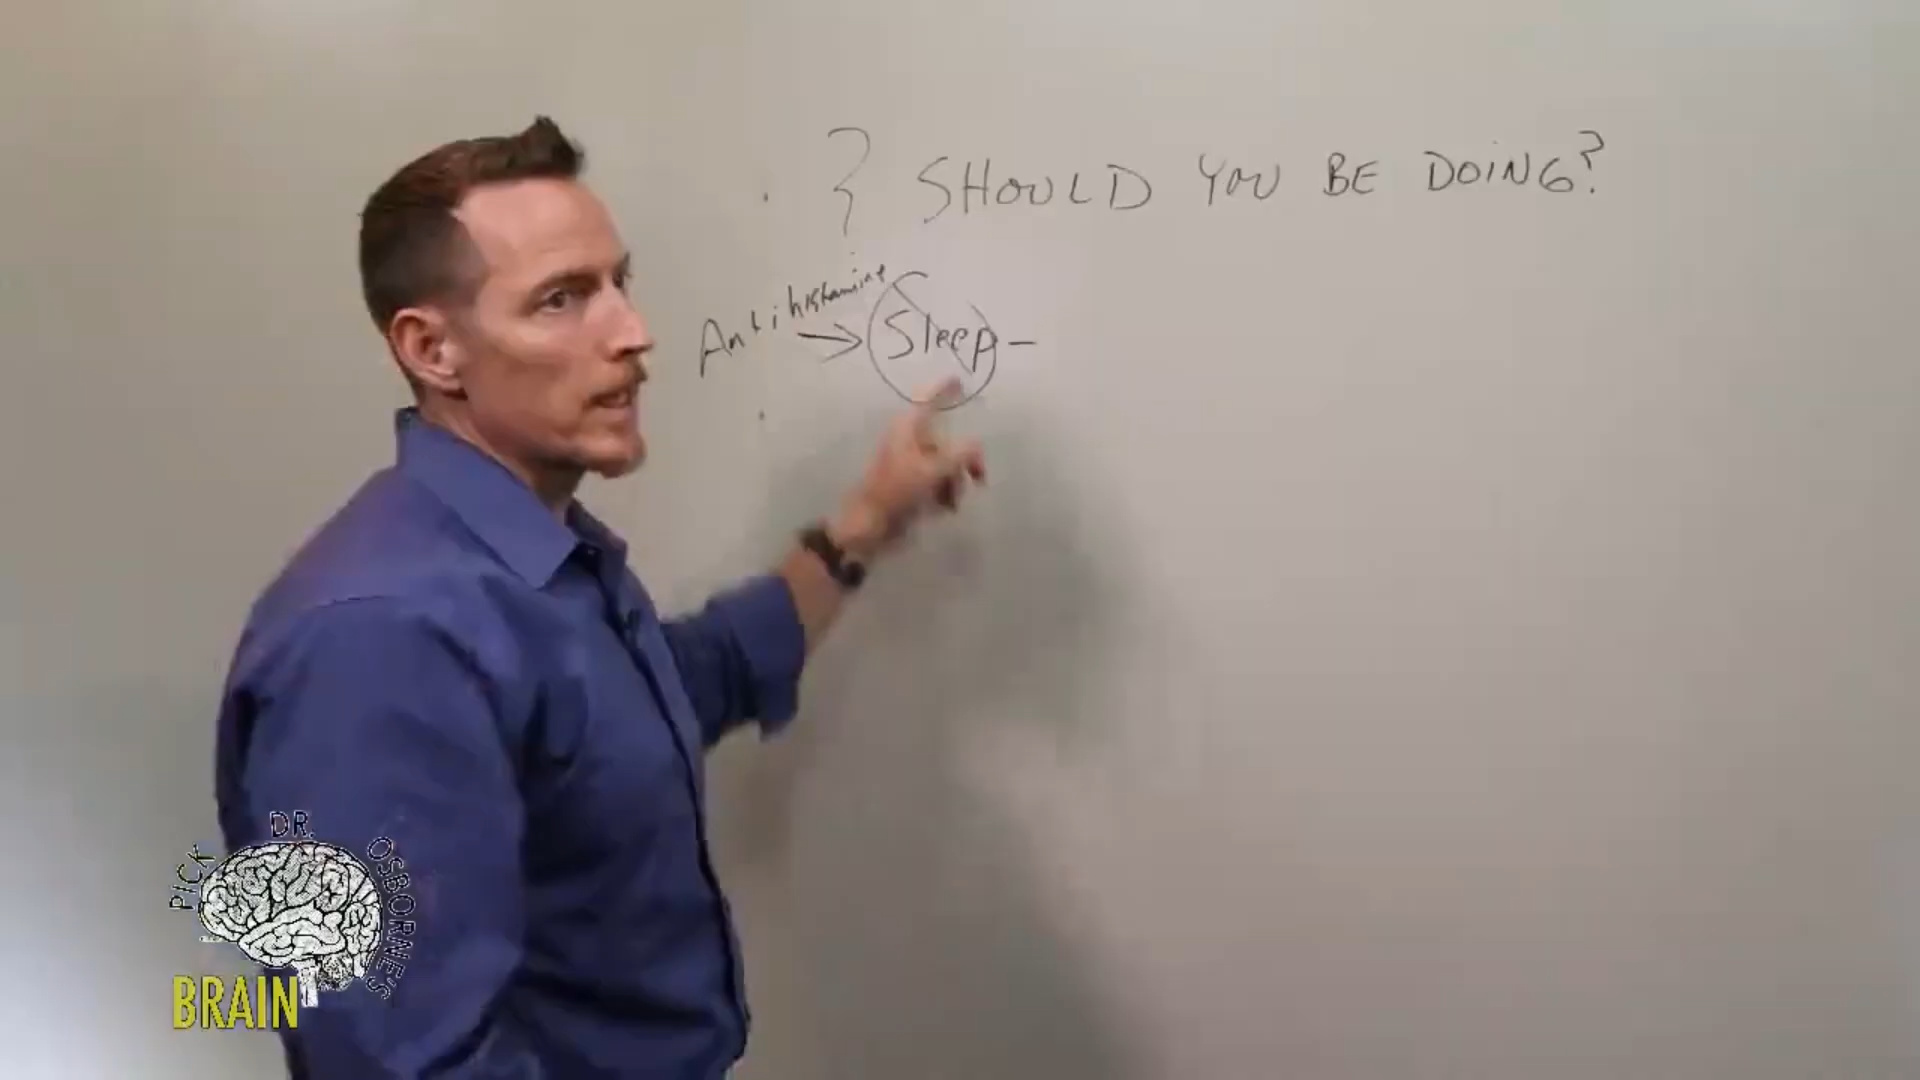 } SHOULD YOU BE DOING?
Antihistamine
→ Sleep -
PICK DR. OSBORNE'S
BRAIN